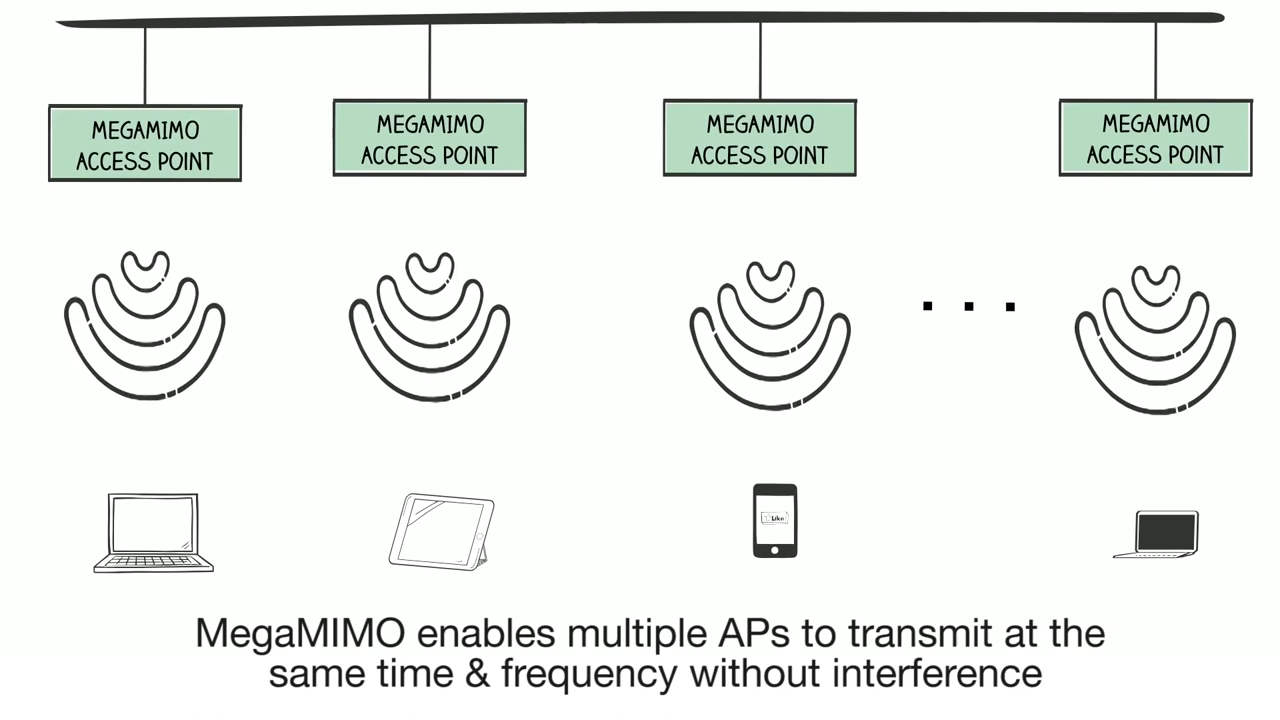 MEGAMIMO
ACCESS POINT
MEGAMIMO
ACCESS POINT
MEGAMIMO
ACCESS POINT
MEGAMIMO
ACCESS POINT
. . .
Like
MegaMIMO enables multiple APs to transmit at the
same time & frequency without interference